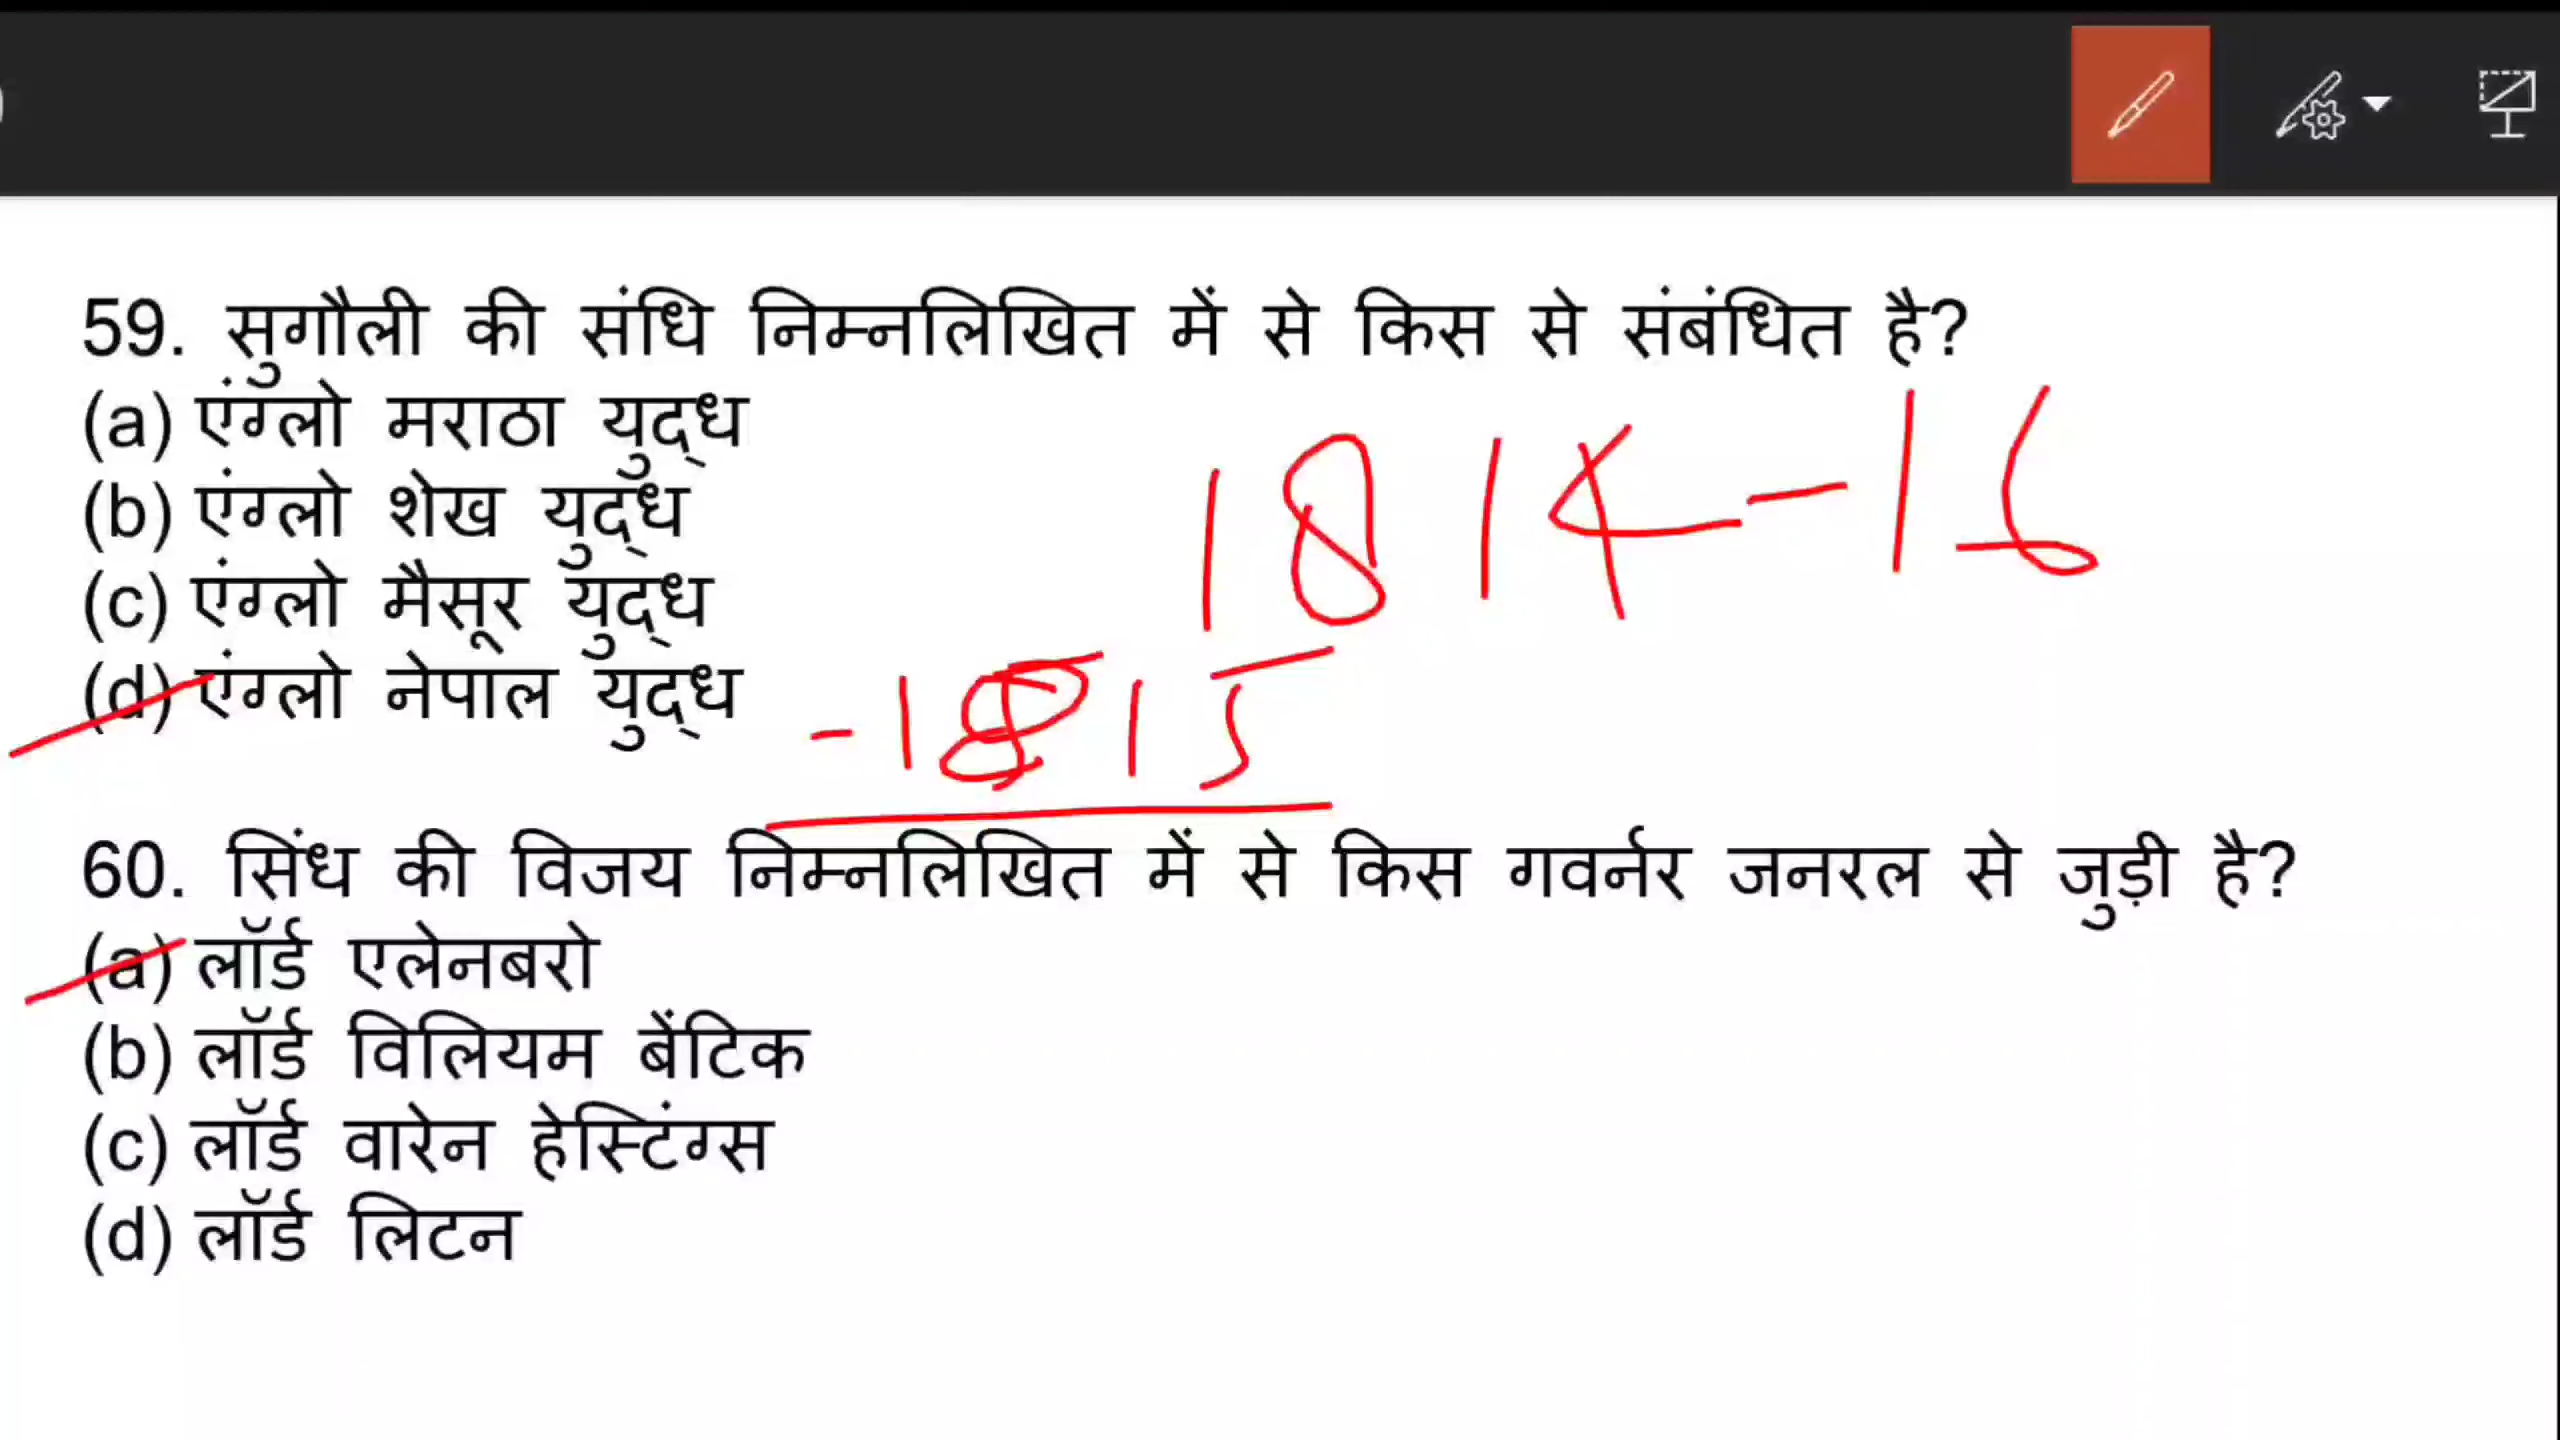 59. सुगौली की संधि निम्नलिखित में से किस से संबंधित है?
(a) एंग्लो मराठा युद्ध
(b) एंग्लो शेख युद्ध
(c) एंग्लो मैसूर युद्ध
1814-16
(d) एंग्लो नेपाल युद्ध
-1815
60. सिंध की विजय निम्नलिखित में से किस गवर्नर जनरल से जुड़ी है?
(a) लॉर्ड एलेनबरो
(b) लॉर्ड विलियम बेंटिक
(c) लॉर्ड वारेन हेस्टिंग्स
(d) लॉर्ड लिटन